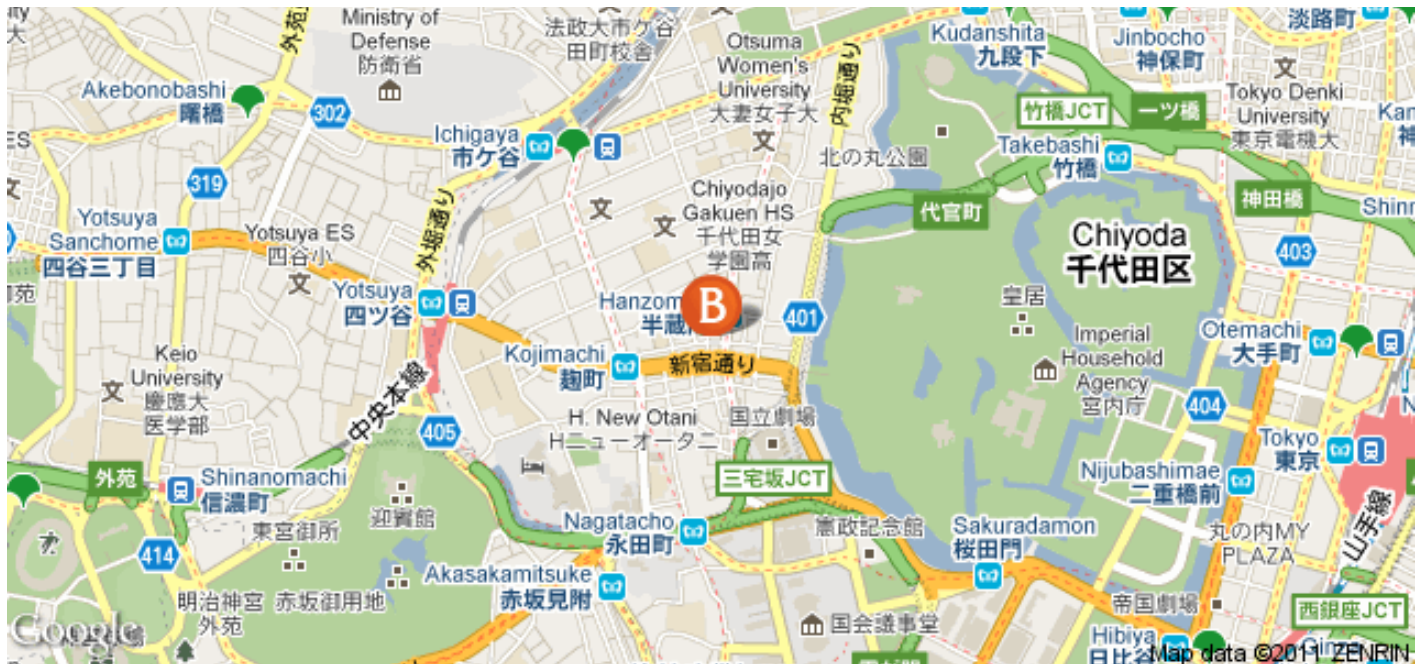 Ministry of
Defense
防衛省
法政大市ケ谷
田町校舎
Otsuma
Women's
University
大妻女子大
内堀通り
Kudanshita
九段下
Jinbocho
神保町
淡路町
外苑
Akebonobashi
曙橋
302
Ichigaya
市ケ谷
竹橋JCT
一ツ橋
Tokyo Denki
University
東京電機大
Takebashi
竹橋
北の丸公園
319
Chiyodajo
Gakuen HS
千代田女
学園高
代官町
神田橋
Yotsuya
Sanchome
四谷三丁目
Yotsuya ES
四谷小
外堀通り
Chiyoda
千代田区
403
Yotsuya
四ツ谷
B
401
皇居
Imperial
Household
Agency
宮内庁
Otemachi
大手町
Kojimachi
麹町
新宿通り
Keio
University
慶應大
医学部
中央本線
405
H. New Otani
Hニューオータニ
国立劇場
404
Tokyo
東京
外苑
Shinanomachi
信濃町
三宅坂JCT
Nijubashimae
二重橋前
東宮御所
迎賓館
Nagatacho
永田町
憲政記念館
Sakuradamon
桜田門
丸の内MY
PLAZA
山手線
414
Akasakamitsuke
赤坂見附
明治神宮
外苑
赤坂御用地
国会議事堂
帝国劇場
西銀座JCT
Hibiya
日比谷
Google
Map data ©2011 ZENRIN